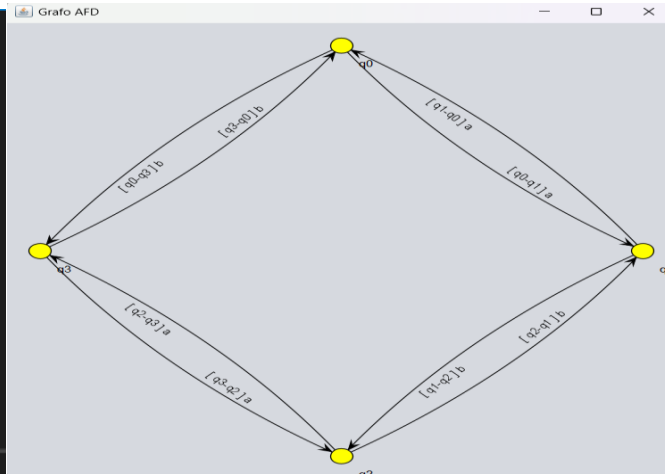 Grafo AFD
q0
[q1-q0] a
[q3-q0] b
[q0-q3] b
[q0-q1] a
q3
q
[q2-q3] a
[q2-q1] b
[q3-q2] a
[q1-q2] b